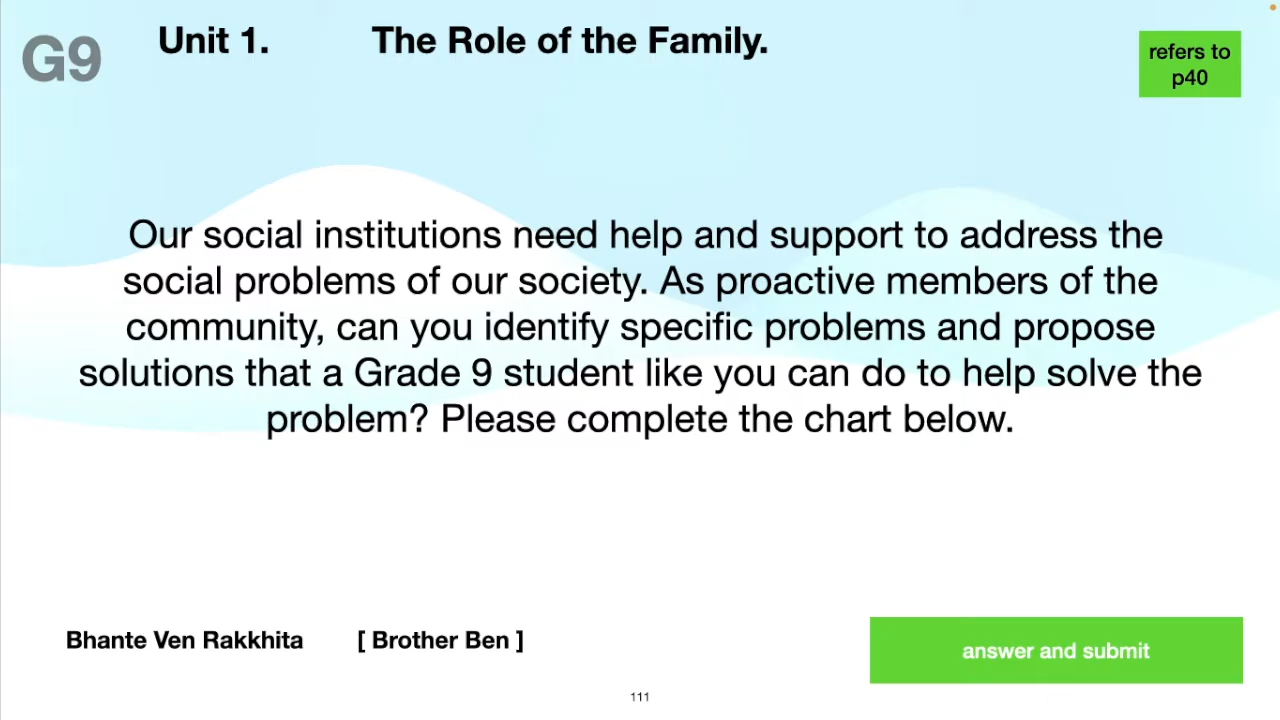 G9
Unit 1. The Role of the Family.
refers to
p40
Our social institutions need help and support to address the
social problems of our society. As proactive members of the
community, can you identify specific problems and propose
solutions that a Grade 9 student like you can do to help solve the
problem? Please complete the chart below.
Bhante Ven Rakkhita [ Brother Ben ]
answer and submit
111